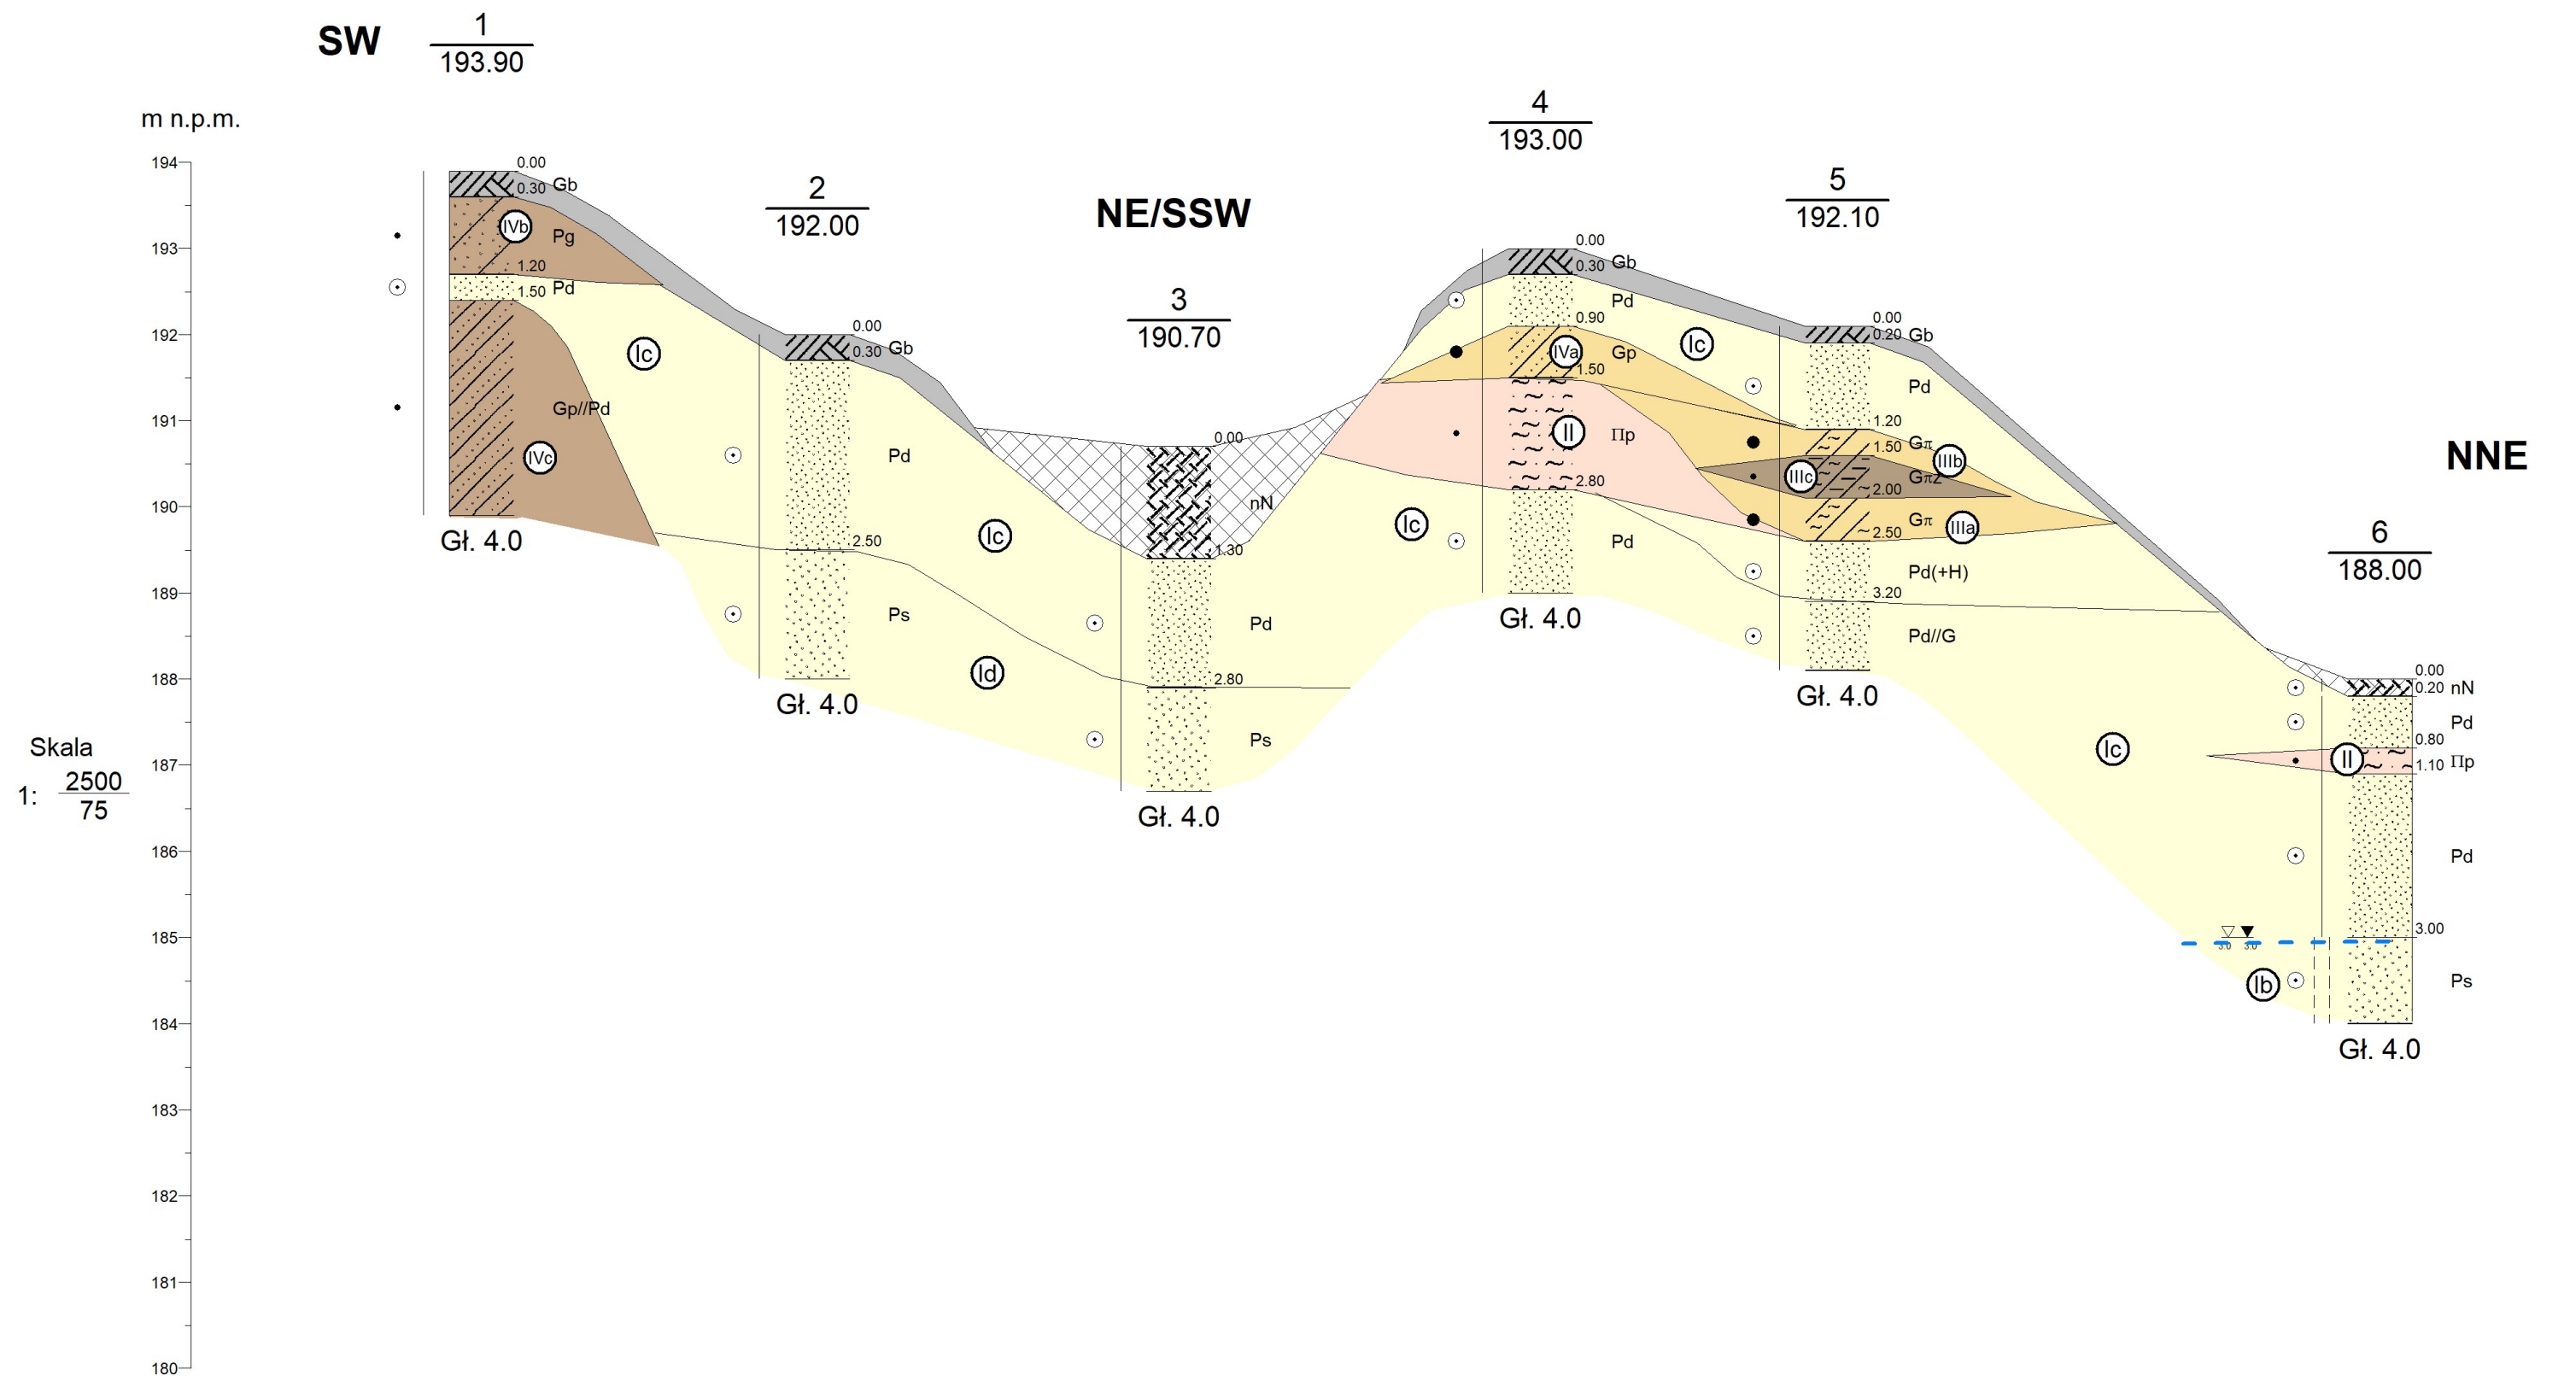 SW
1
193.90
m n.p.m.
194
193
192
191
190
189
188
187
186
185
184
183
182
181
180
Skala
1:
2500
75
0.00
0.30
Gb
IVb
Pg
1.20
1.50
Pd
Gp//Pd
IVc
Gł. 4.0
Ic
2
192.00
0.00
0.30
Gb
Pd
2.50
Ps
Gł. 4.0
Ic
Id
NE/SSW
3
190.70
0.00
nN
1.30
Pd
2.80
Ps
Gł. 4.0
4
193.00
0.00
0.30
Gb
Pd
0.90
IVa
Gp
1.50
II
Πp
2.80
Pd
Ic
Gł. 4.0
Ic
5
192.10
0.00
0.20
Gb
Pd
1.20
Gπ
1.50
IIIb
IIIc
Gπz
2.00
Gπ
IIIa
2.50
Pd(+H)
3.20
Pd//G
Gł. 4.0
Ic
NNE
6
188.00
0.00
0.20
nN
Pd
0.80
II
1.10
Πp
Pd
3.00
3.0
3.0
Ib
Ps
Gł. 4.0